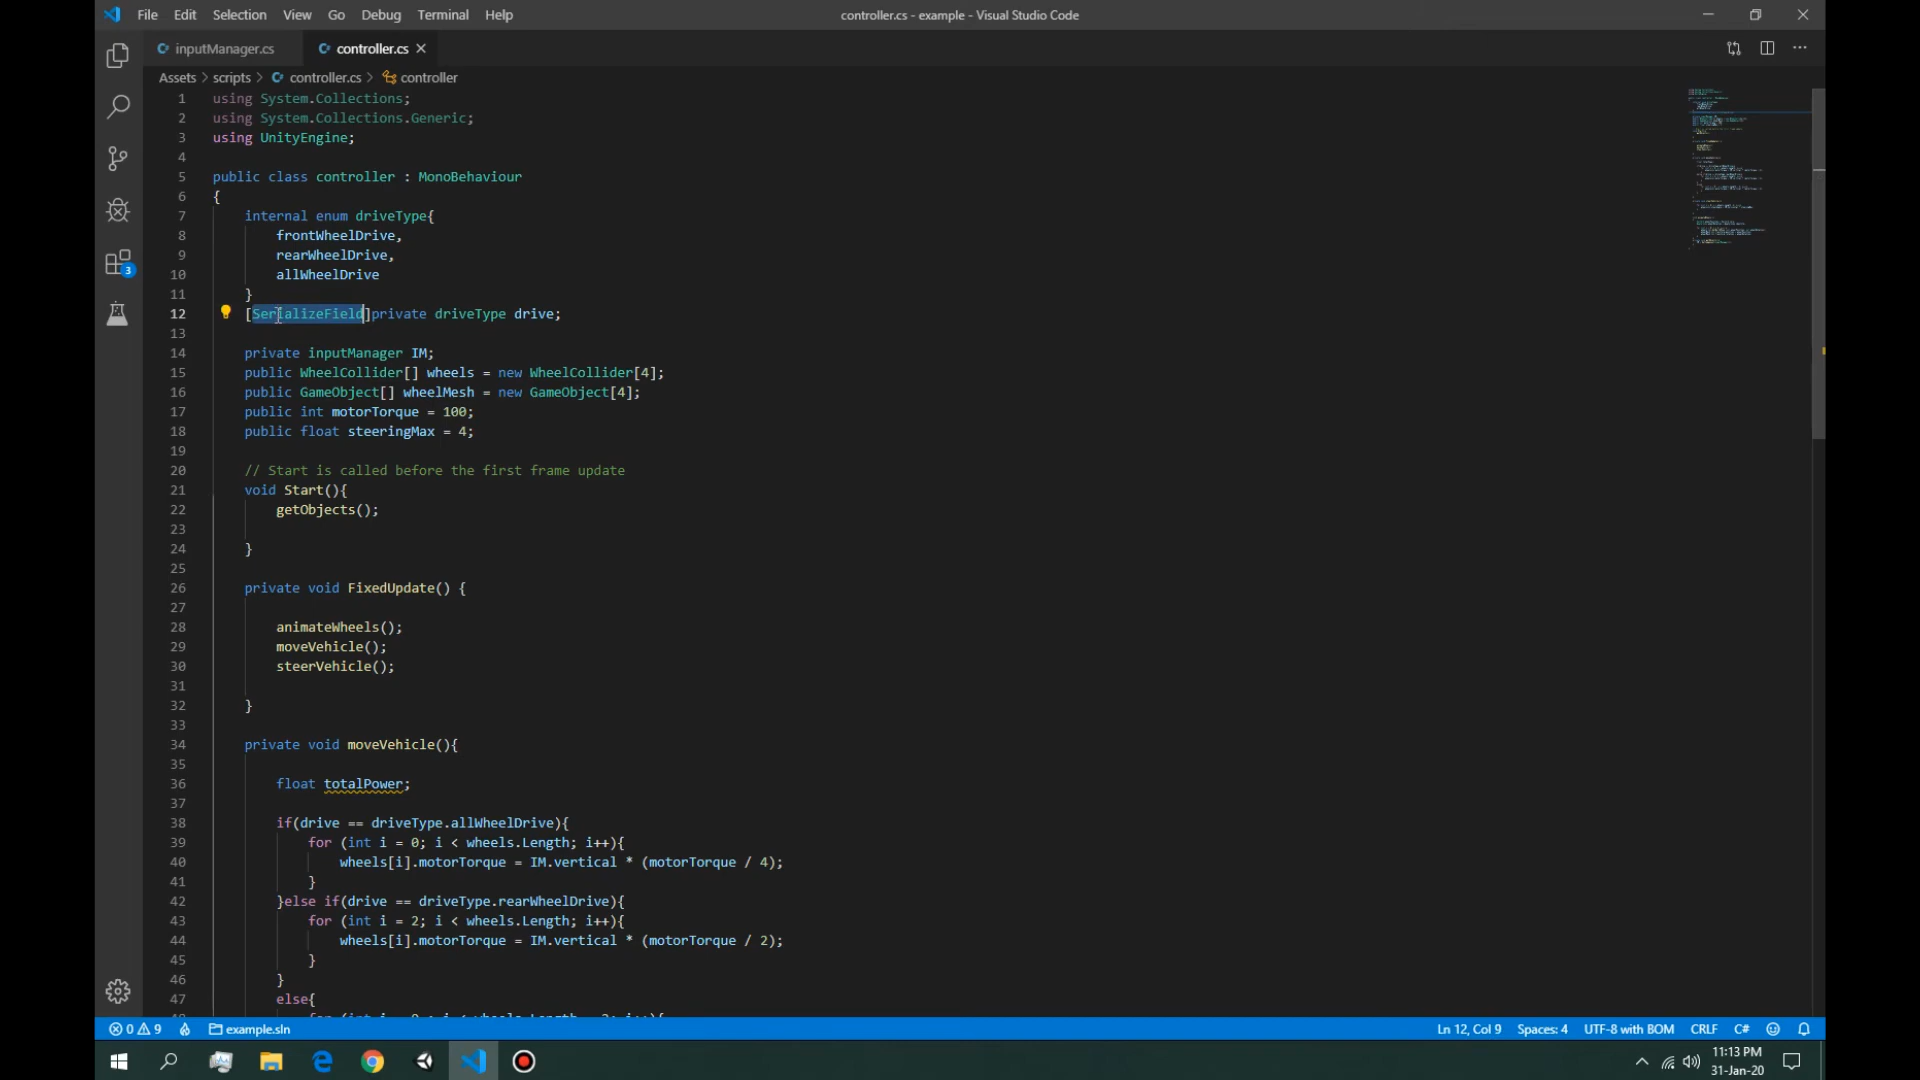 File Edit Selection View Go Debug Terminal Help
controller.cs - example - Visual Studio Code
inputManager.cs
controller.cs
Assets > scripts > controller.cs > controller
1 using System.Collections;
2 using System.Collections.Generic;
3 using UnityEngine;
4
5 public class controller : MonoBehaviour
6 {
7 internal enum driveType{
8 frontWheelDrive,
9 rearWheelDrive,
10 allWheelDrive
11 }
12 [SerializeField]private driveType drive;
13
14 private inputManager IM;
15 public WheelCollider[] wheels = new WheelCollider[4];
16 public GameObject[] wheelMesh = new GameObject[4];
17 public int motorTorque = 100;
18 public float steeringMax = 4;
19
20 // Start is called before the first frame update
21 void Start(){
22 getObjects();
23
24 }
25
26 private void FixedUpdate() {
27
28 animateWheels();
29 moveVehicle();
30 steerVehicle();
31
32 }
33
34 private void moveVehicle(){
35
36 float totalPower;
37
38 if(drive == driveType.allWheelDrive){
39 for (int i = 0; i < wheels.Length; i++){
40 wheels[i].motorTorque = IM.vertical * (motorTorque / 4);
41 }
42 }else if(drive == driveType.rearWheelDrive){
43 for (int i = 2; i < wheels.Length; i++){
44 wheels[i].motorTorque = IM.vertical * (motorTorque / 2);
45 }
46 }
47 else{
3
0 9 example.sln
Ln 12, Col 9 Spaces: 4 UTF-8 with BOM CRLF C#
11:13 PM
31-Jan-20